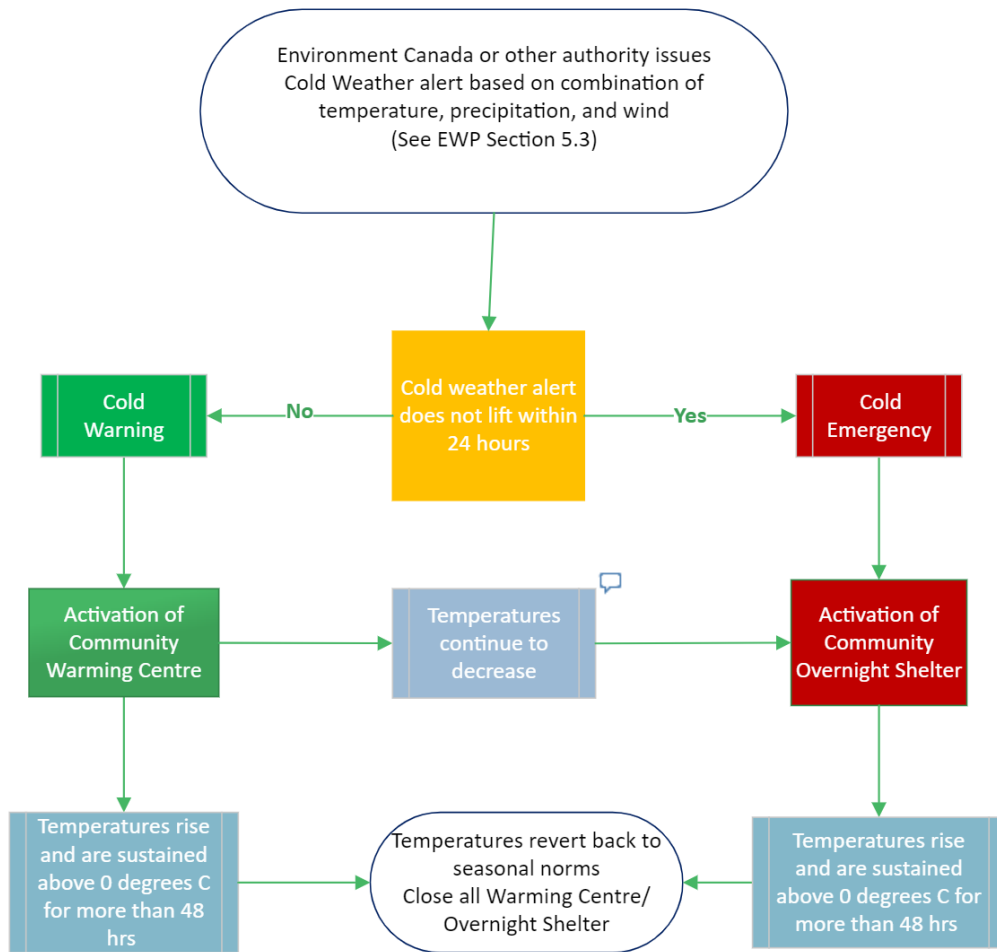 Environment Canada or other authority issues
Cold Weather alert based on combination of
temperature, precipitation, and wind
(See EWP Section 5.3)
Cold
Warning
No
Cold weather alert
does not lift within
24 hours
Yes
Cold
Emergency
Activation of
Community
Warming Centre
Temperatures
continue to
decrease
Activation of
Community
Overnight Shelter
Temperatures rise
and are sustained
above 0 degrees C
for more than 48
hrs
Temperatures revert back to
seasonal norms
Close all Warming Centre/
Overnight Shelter
Temperatures rise
and are sustained
above 0 degrees C for
more than 48 hrs